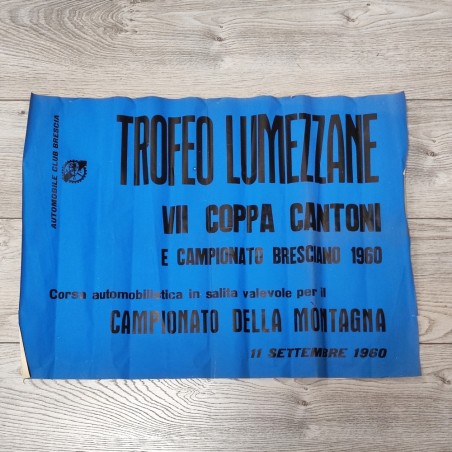 AUTOMOBILE CLUB BRESCIA
TROFEO LUMEZZANE
VII COPPA CANTONI
E CAMPIONATO BRESCIANO 1960
Corsa automobilistica in salita valevole per il
CAMPIONATO DELLA MONTAGNA
11 SETTEMBRE 1960